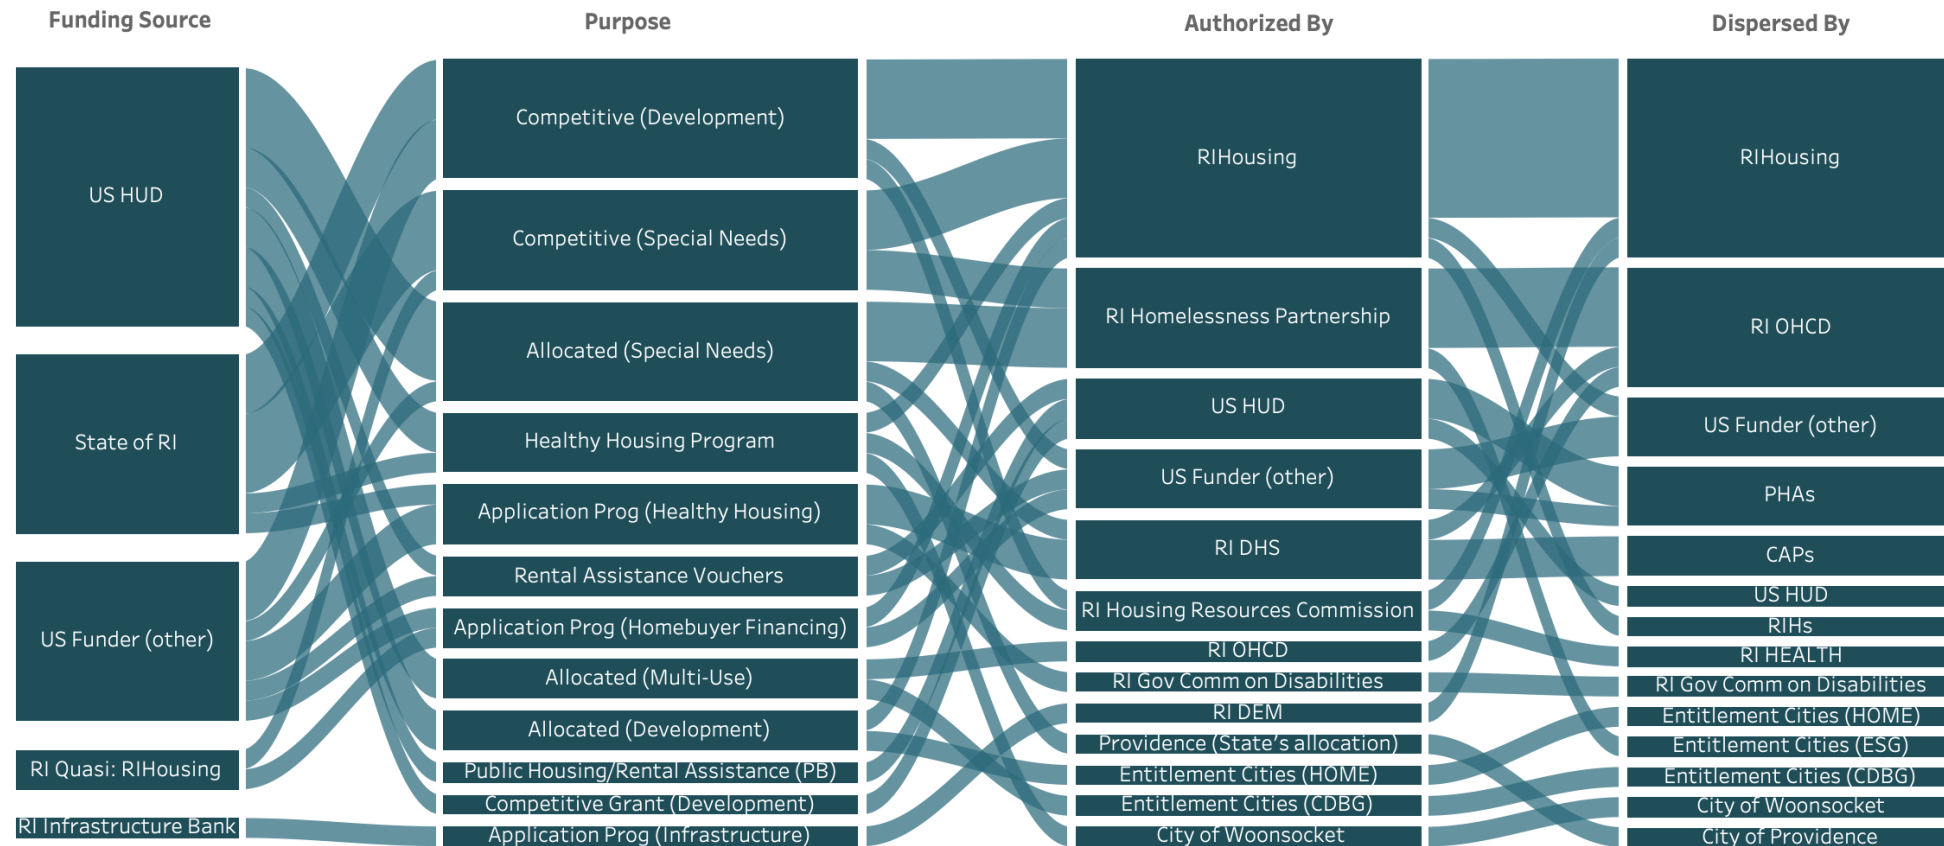 Funding Source
Purpose
Authorized By
Dispersed By
US HUD
State of RI
US Funder (other)
RI Quasi: RIHousing
RI Infrastructure Bank
Competitive (Development)
Competitive (Special Needs)
Allocated (Special Needs)
Healthy Housing Program
Application Prog (Healthy Housing)
Rental Assistance Vouchers
Application Prog (Homebuyer Financing)
Allocated (Multi-Use)
Allocated (Development)
Public Housing/Rental Assistance (PB)
Competitive Grant (Development)
Application Prog (Infrastructure)
RIHousing
RI Homelessness Partnership
US HUD
US Funder (other)
RI DHS
RI Housing Resources Commission
RI OHCD
RI Gov Comm on Disabilities
RI DEM
Providence (State's allocation)
Entitlement Cities (HOME)
Entitlement Cities (CDBG)
City of Woonsocket
RIHousing
RI OHCD
US Funder (other)
PHAs
CAPs
US HUD
RIHs
RI HEALTH
RI Gov Comm on Disabilities
Entitlement Cities (HOME)
Entitlement Cities (ESG)
Entitlement Cities (CDBG)
City of Woonsocket
City of Providence